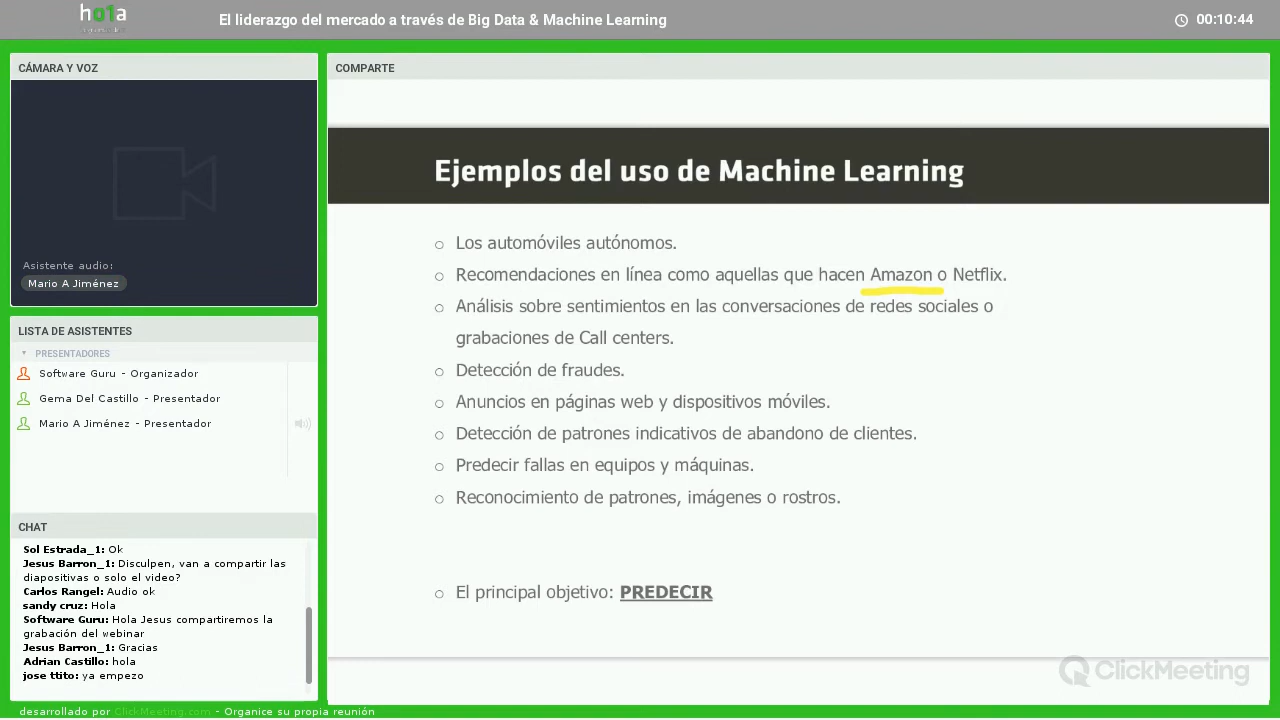 ho1a
El liderazgo del mercado a través de Big Data & Machine Learning
00:10:44
CÁMARA Y VOZ
Asistente audio:
Mario A Jiménez
LISTA DE ASISTENTES
PRESENTADORES
Software Guru - Organizador
Gema Del Castillo - Presentador
Mario A Jiménez - Presentador
CHAT
Sol Estrada_1: Ok
Jesus Barron_1: Disculpen, van a compartir las
diapositivas o solo el video?
Carlos Rangel: Audio ok
sandy cruz: Hola
Software Guru: Hola Jesus compartiremos la
grabación del webinar
Jesus Barron_1: Gracias
Adrian Castillo: hola
jose ttito: ya empezo
COMPARTE
Ejemplos del uso de Machine Learning
Los automóviles autónomos.
Recomendaciones en línea como aquellas que hacen Amazon o Netflix.
Análisis sobre sentimientos en las conversaciones de redes sociales o
grabaciones de Call centers.
Detección de fraudes.
Anuncios en páginas web y dispositivos móviles.
Detección de patrones indicativos de abandono de clientes.
Predecir fallas en equipos y máquinas.
Reconocimiento de patrones, imágenes o rostros.
El principal objetivo: PREDECIR
ClickMeeting
desarrollado por ClickMeeting.com - Organice su propia reunión